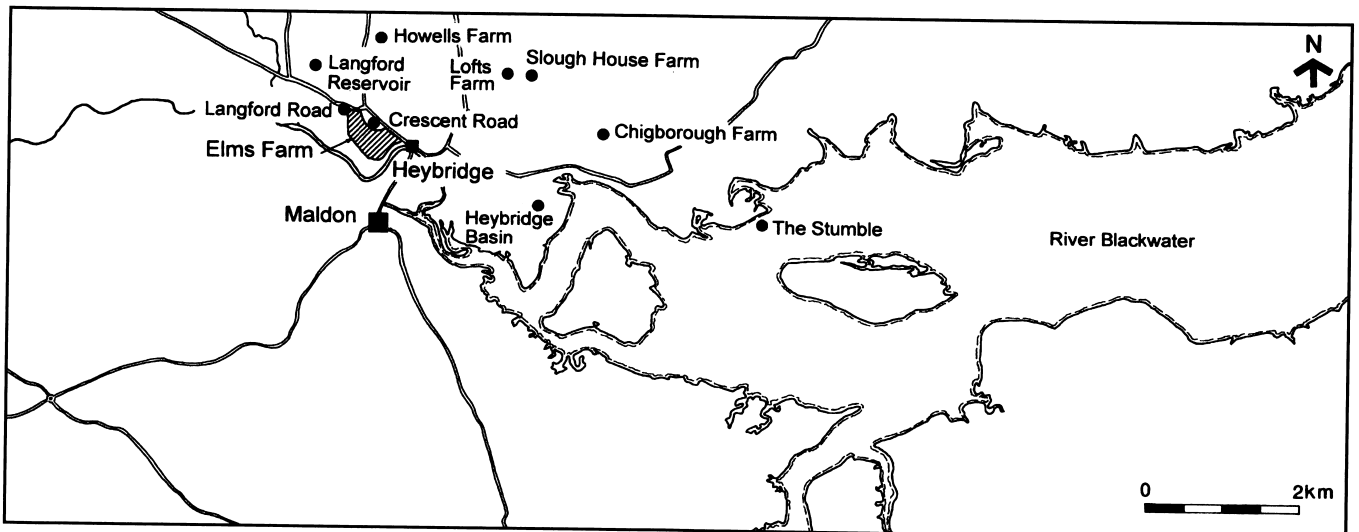 Howells Farm
N
Langford
Reservoir
Lofts
Farm
Slough House Farm
Langford Road
Crescent Road
Chigborough Farm
Elms Farm
Heybridge
Maldon
Heybridge
Basin
The Stumble
River Blackwater
0
2km